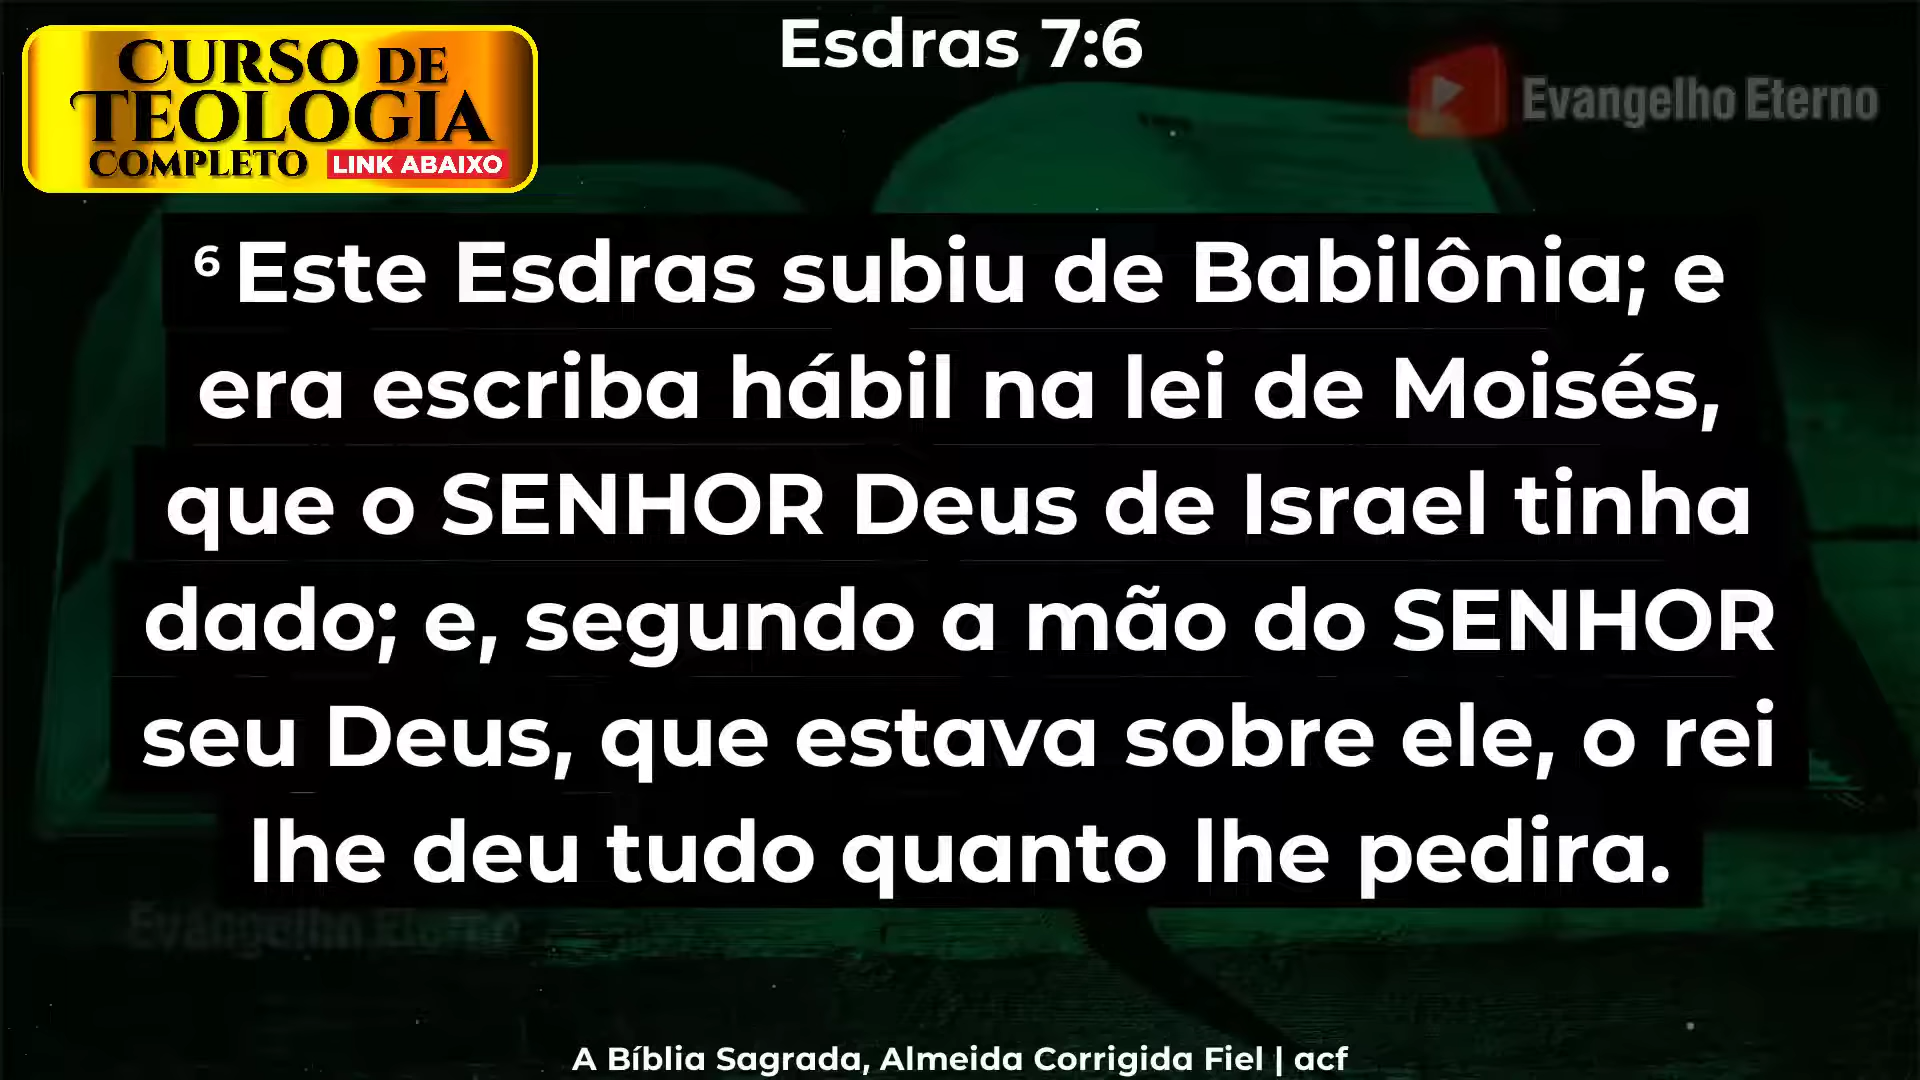 Esdras 7:6
CURSO DE
TEOLOGIA
COMPLETO LINK ABAIXO
Evangelho Eterno
6 Este Esdras subiu de Babilônia; e
era escriba hábil na lei de Moisés,
que o SENHOR Deus de Israel tinha
dado; e, segundo a mão do SENHOR
seu Deus, que estava sobre ele, o rei
lhe deu tudo quanto lhe pedira.
Evangelho Eterno
A Bíblia Sagrada, Almeida Corrigida Fiel | acf